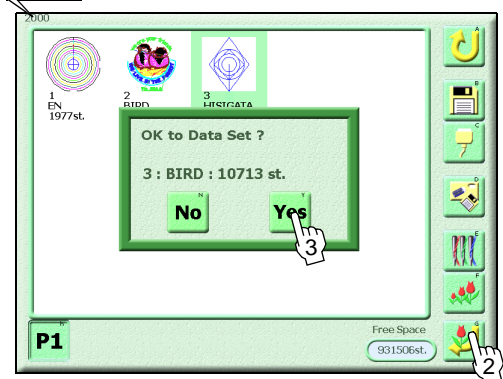 2000
A
B
C
D
E
F
G
1
EN
1977st.
2
BIRD
3
HISIGATA
OK to Data Set ?
3 : BIRD : 10713 st.
N
No
Y
Yes
3
h
P1
Free Space
931506st.
2